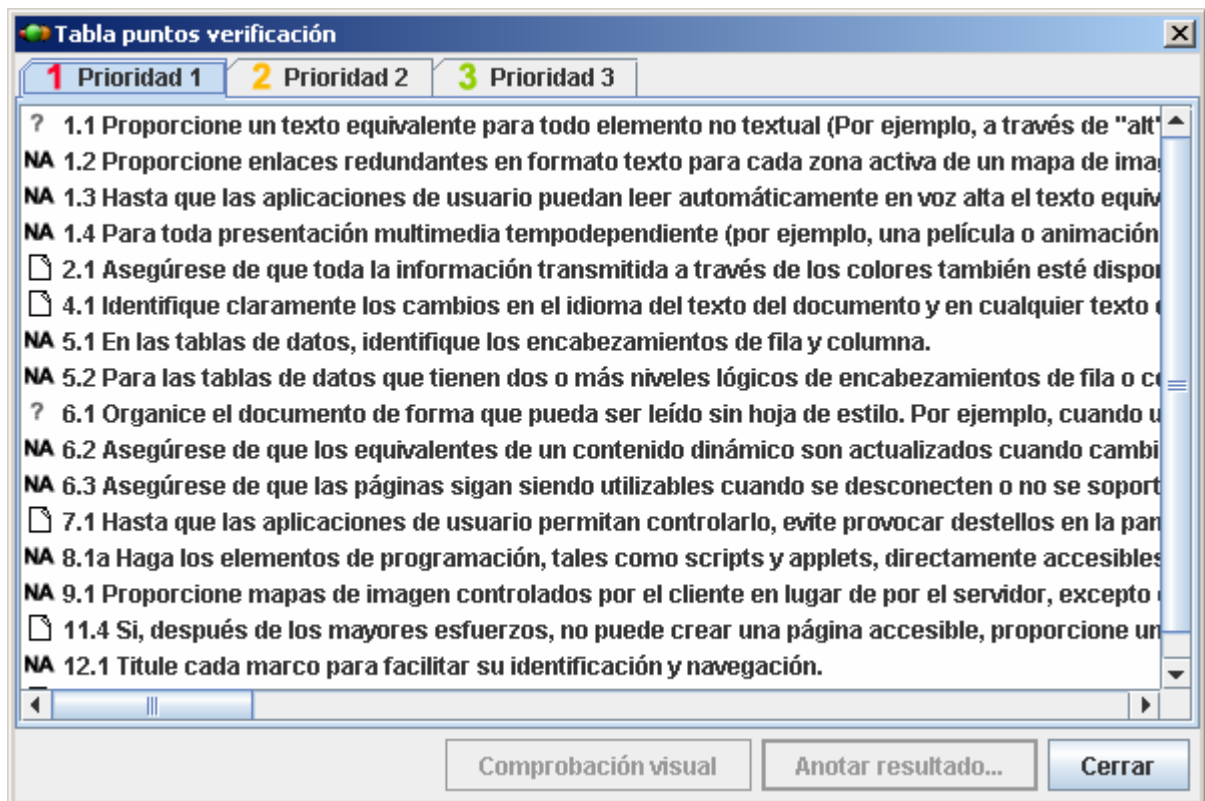 Tabla puntos verificación
1 Prioridad 1 2 Prioridad 2 3 Prioridad 3
? 1.1 Proporcione un texto equivalente para todo elemento no textual (Por ejemplo, a través de "alt"
NA 1.2 Proporcione enlaces redundantes en formato texto para cada zona activa de un mapa de
NA 1.3 Hasta que las aplicaciones de usuario puedan leer automáticamente en voz alta el texto
NA 1.4 Para toda presentación multimedia tempodependiente (por ejemplo, una película o animación
2.1 Asegúrese de que toda la información transmitida a través de los colores también esté
4.1 Identifique claramente los cambios en el idioma del texto del documento y en cualquier texto
NA 5.1 En las tablas de datos, identifique los encabezamientos de fila y columna.
NA 5.2 Para las tablas de datos que tienen dos o más niveles lógicos de encabezamientos de fila o
? 6.1 Organice el documento de forma que pueda ser leído sin hoja de estilo. Por ejemplo, cuando u
NA 6.2 Asegúrese de que los equivalentes de un contenido dinámico son actualizados cuando cambi
NA 6.3 Asegúrese de que las páginas sigan siendo utilizables cuando se desconecten o no se soport
7.1 Hasta que las aplicaciones de usuario permitan controlarlo, evite provocar destellos en la pan
NA 8.1a Haga los elementos de programación, tales como scripts y applets, directamente accesibles
NA 9.1 Proporcione mapas de imagen controlados por el cliente en lugar de por el servidor, excepto
11.4 Si, después de los mayores esfuerzos, no puede crear una página accesible, proporcione un
NA 12.1 Titule cada marco para facilitar su identificación y navegación.
Comprobación visual Anotar resultado... Cerrar